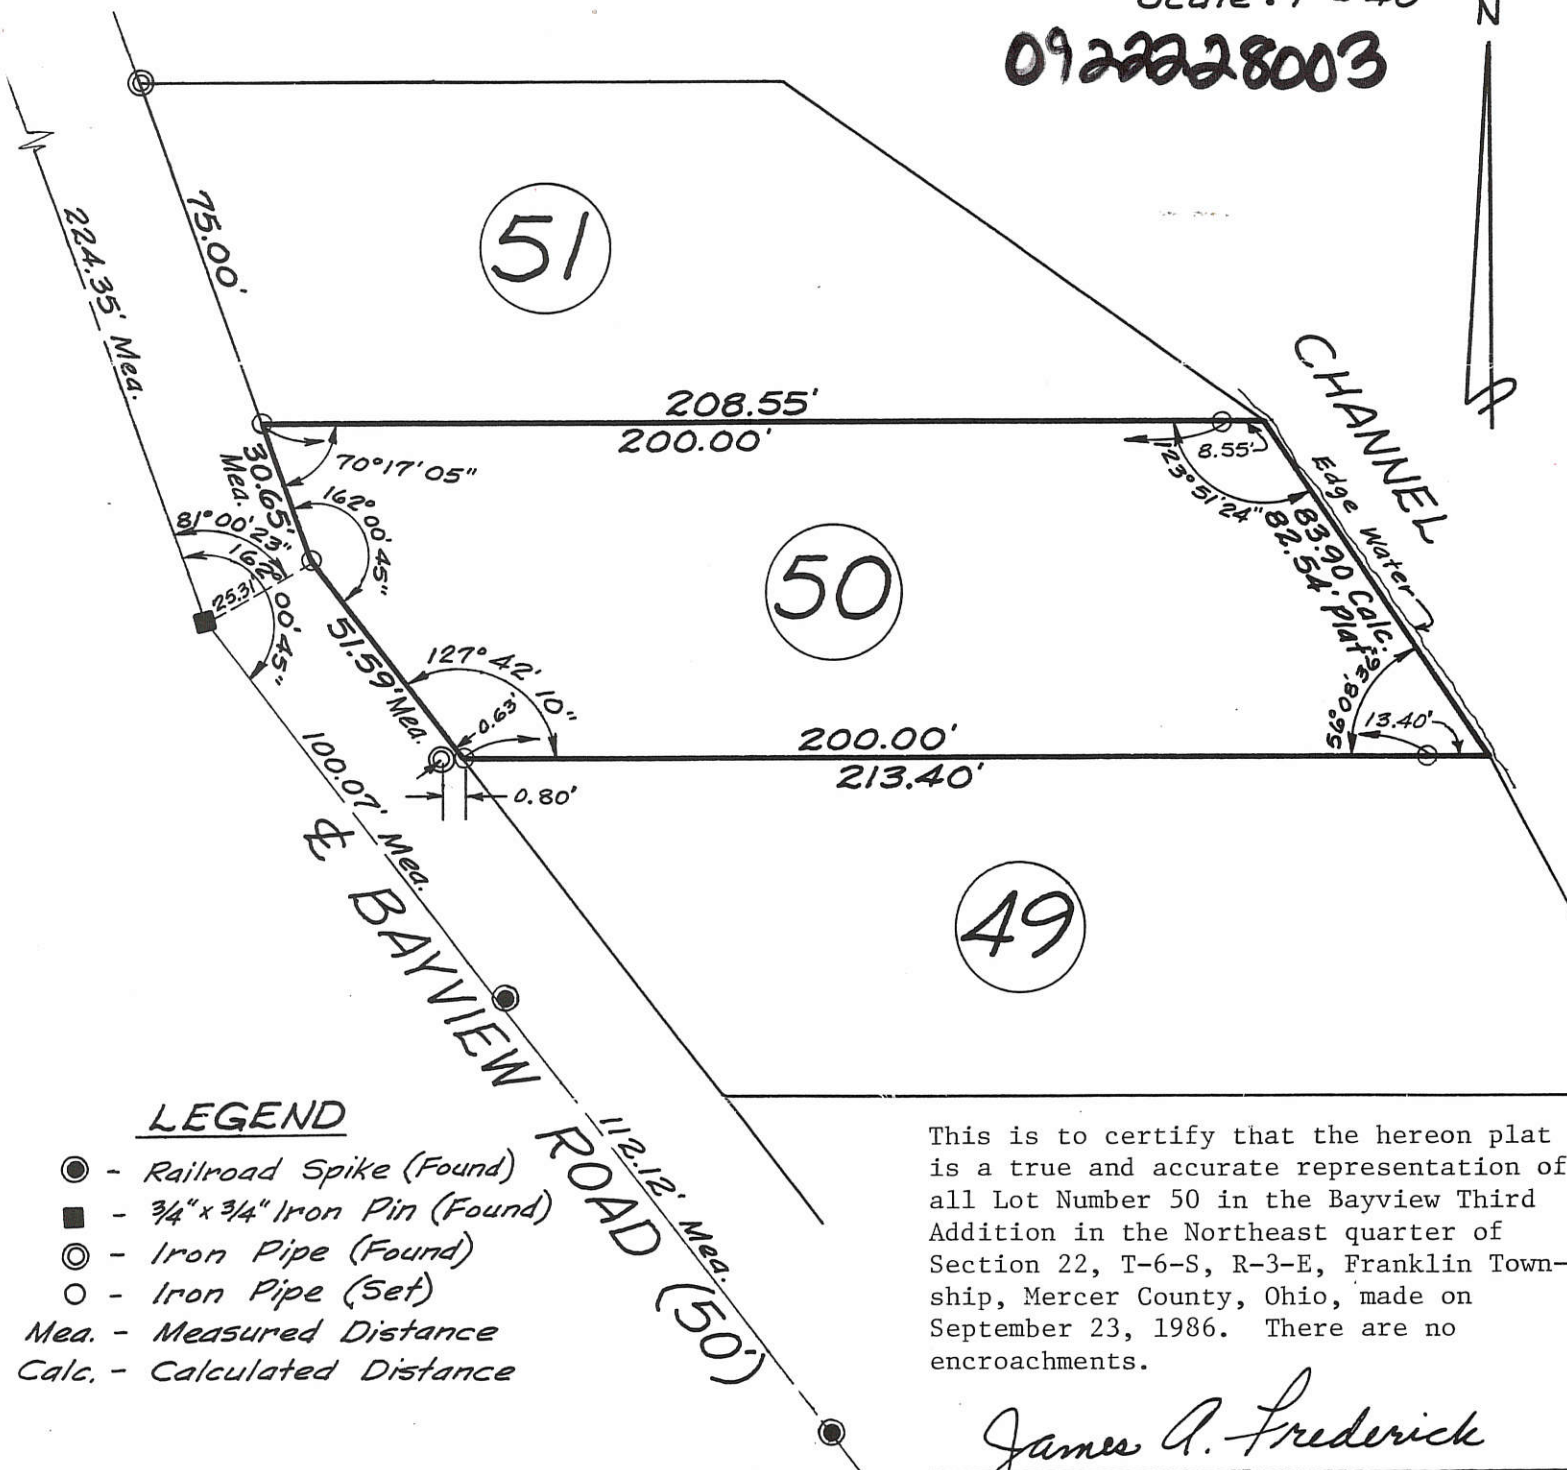 Scale: 1"=40'
N
0922228003
75.00'
224.35' Mea.
51
CHANNEL
208.55'
200.00'
8.55'
70°17'05"
123°51'24"
Edge Water
30.65'
Mea.
162°00'45"
83.90 Calc.
82.54' Plat
81°00'23"
162°00'45"
25.31'
50
51.59' Mea.
127°42'10"
0.63'
56°08'36"
13.40'
200.00'
213.40'
0.80'
100.07' Mea.
49
℄ BAYVIEW ROAD (50')
112.12' Mea.
LEGEND
- Railroad Spike (Found)
- 3/4" x 3/4" Iron Pin (Found)
- Iron Pipe (Found)
- Iron Pipe (Set)
Mea. - Measured Distance
Calc. - Calculated Distance
This is to certify that the hereon plat
is a true and accurate representation of
all Lot Number 50 in the Bayview Third
Addition in the Northeast quarter of
Section 22, T-6-S, R-3-E, Franklin Town-
ship, Mercer County, Ohio, made on
September 23, 1986. There are no
encroachments.
James A. Frederick